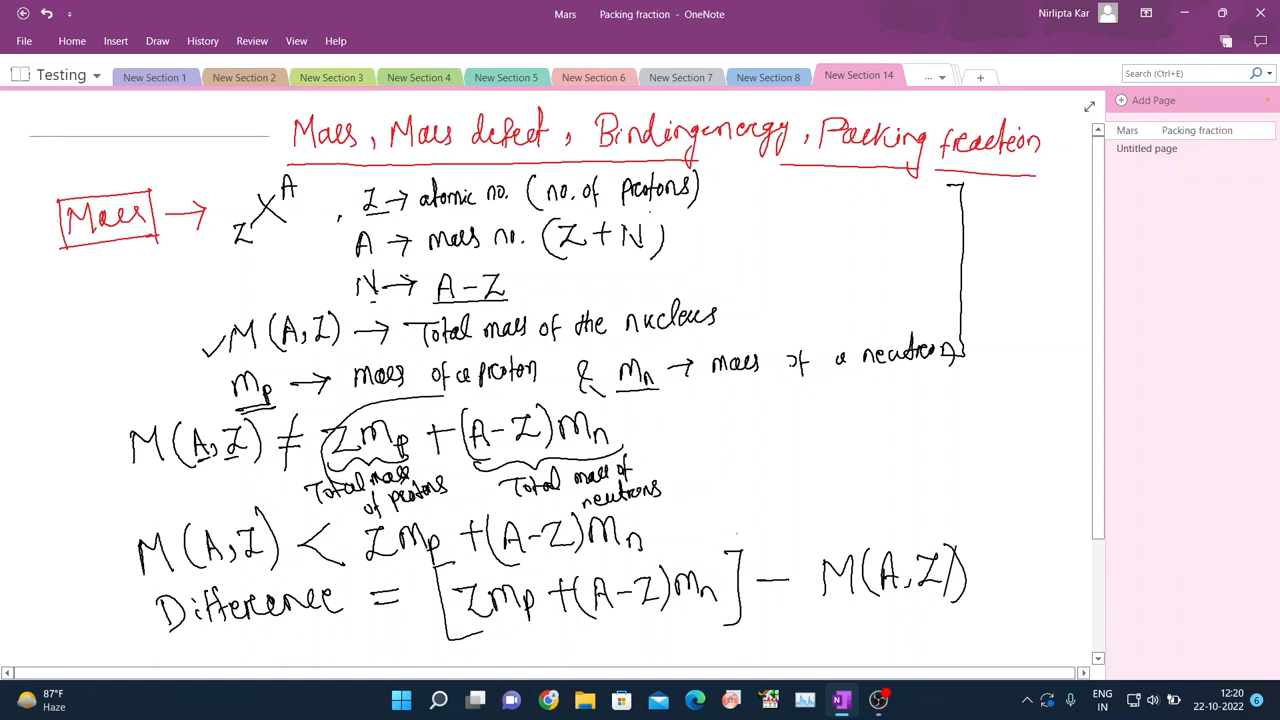 Mars Packing fraction - OneNote
Nirlipta Kar
File Home Insert Draw History Review View Help
Testing
New Section 1 New Section 2 New Section 3 New Section 4 New Section 5 New Section 6 New Section 7 New Section 8 New Section 14 ...
Search (Ctrl+E)
Add Page
Mars Packing fraction
Untitled page
Mass, Mass defect, Binding energy, Packing fraction
Mass → ZXA , Z → atomic no. (no. of protons)
A → mass no. (Z+N)
N → A-Z
✓ M(A,Z) → Total mass of the nucleus
mp → mass of a proton & mn → mass of a neutron
M(A,Z) ≠ Zmp + (A-Z)mn
Total mass of protons
Total mass of neutrons
M(A,Z) < Zmp + (A-Z)mn
Difference = [Zmp + (A-Z)mn] - M(A,Z)
87°F
Haze
ENG
IN
12:20
22-10-2022
6